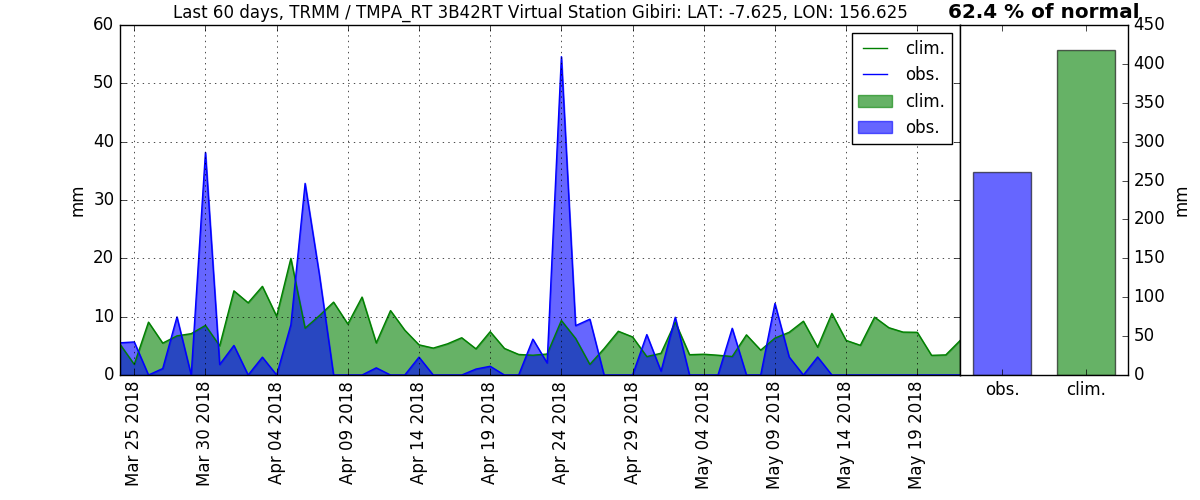 Last 60 days, TRMM / TMPA_RT 3B42RT Virtual Station Gibiri: LAT: -7.625, LON: 156.625
62.4 % of normal
60
50
40
30
20
10
0
mm
clim.
obs.
clim.
obs.
450
400
350
300
250
200
150
100
50
0
mm
Mar 25 2018
Mar 30 2018
Apr 04 2018
Apr 09 2018
Apr 14 2018
Apr 19 2018
Apr 24 2018
Apr 29 2018
May 04 2018
May 09 2018
May 14 2018
May 19 2018
obs.
clim.